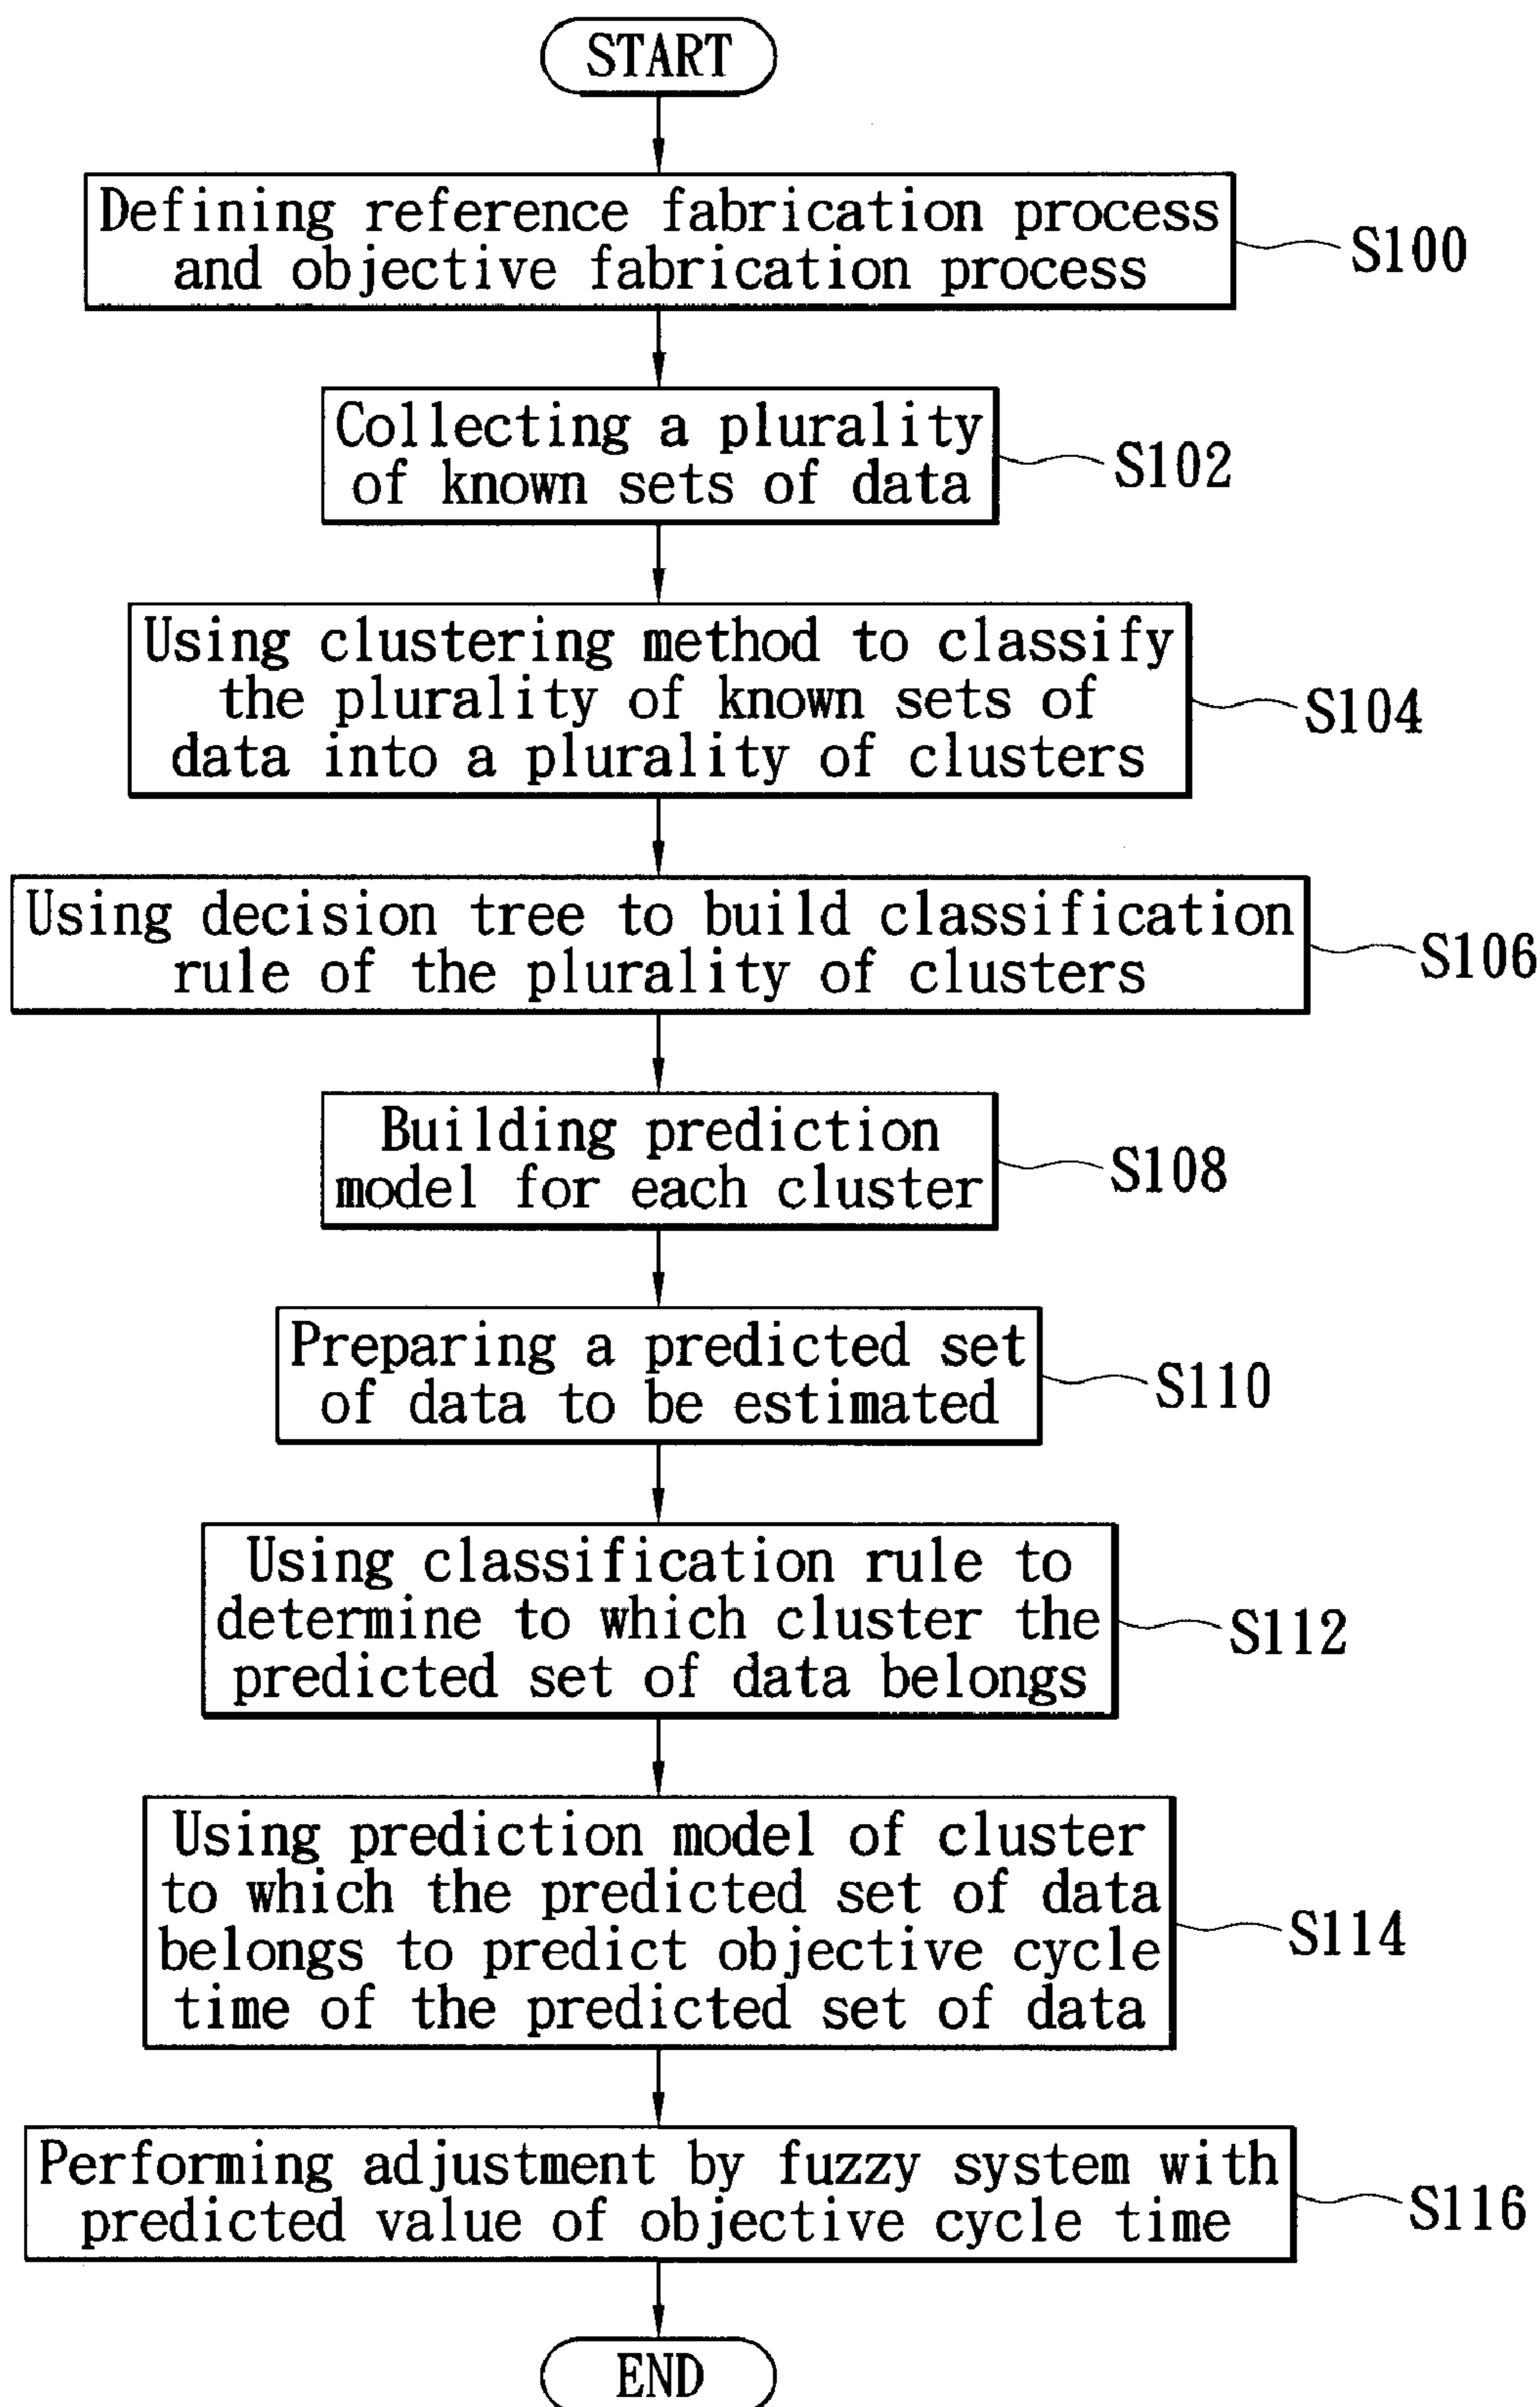 START
Defining reference fabrication process
and objective fabrication process
S100
Collecting a plurality
of known sets of data
S102
Using clustering method to classify
the plurality of known sets of
data into a plurality of clusters
S104
Using decision tree to build classification
rule of the plurality of clusters
S106
Building prediction
model for each cluster
S108
Preparing a predicted set
of data to be estimated
S110
Using classification rule to
determine to which cluster the
predicted set of data belongs
S112
Using prediction model of cluster
to which the predicted set of data
belongs to predict objective cycle
time of the predicted set of data
S114
Performing adjustment by fuzzy system with
predicted value of objective cycle time
S116
END